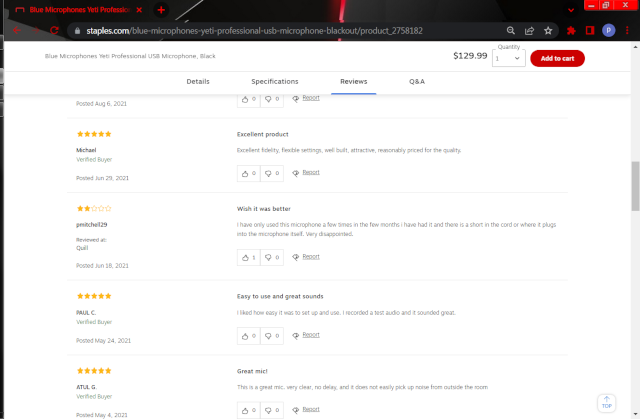 Blue Microphones Yeti Professio
staples.com/blue-microphones-yeti-professional-usb-microphone-blackout/product_2758182
P
Blue Microphones Yeti Professional USB Microphone, Black
$129.99
Quantity
1
Add to cart
Details
Specifications
Reviews
Q&A
Posted Aug 6, 2021
0
0
Report
Michael
Verified Buyer
Posted Jun 29, 2021
Excellent product
Excellent fidelity, flexible settings, well built, attractive, reasonably priced for the quality.
0
0
Report
pmitchell29
Reviewed at:
Quill
Posted Jun 18, 2021
Wish it was better
I have only used this microphone a few times in the few months i have had it and there is a short in the cord or where it plugs
into the microphone itself. Very disappointed.
1
0
Report
PAUL C.
Verified Buyer
Posted May 24, 2021
Easy to use and great sounds
I liked how easy it was to set up and use. I recorded a test audio and it sounded great.
0
0
Report
ATUL G.
Verified Buyer
Posted May 4, 2021
Great mic!
This is a great mic, very clear, no delay, and it does not easily pick up noise from outside the room
0
0
Report
TOP